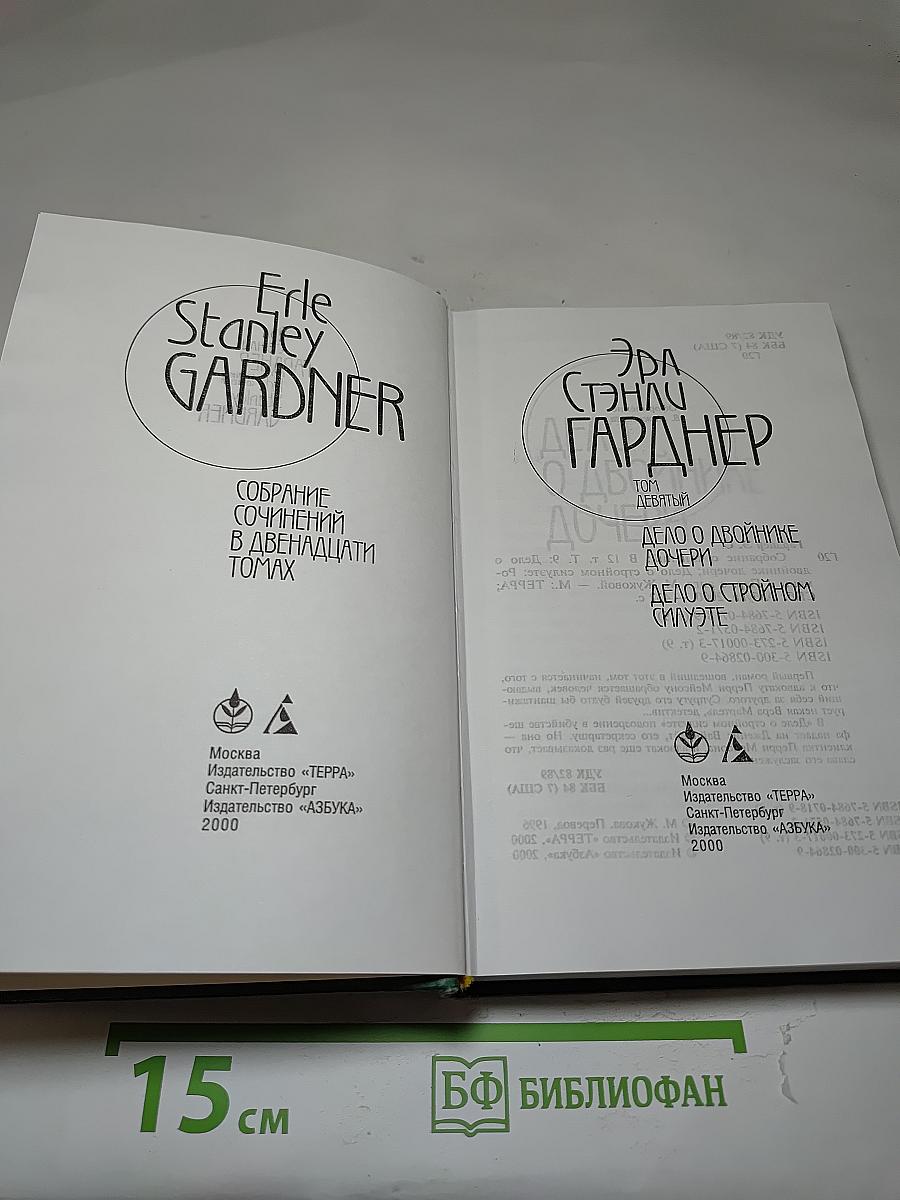 Erle
Stanley
GARDNER
СОБРАНИЕ
СОЧИНЕНИЙ
В ДВЕНАДЦАТИ
ТОМАХ
Москва
Издательство «ТЕРРА»
Санкт-Петербург
Издательство «АЗБУКА»
2000
Эрл
Стэнли
ГАРДНЕР
ТОМ
ДЕВЯТЫЙ
ДЕЛО О ДВОЙНИКЕ
ДОЧЕРИ
ДЕЛО О СТРОЙНОМ
СИЛУЭТЕ
Москва
Издательство «ТЕРРА»
Санкт-Петербург
Издательство «АЗБУКА»
2000
15 см
БФ БИБЛИОФАН